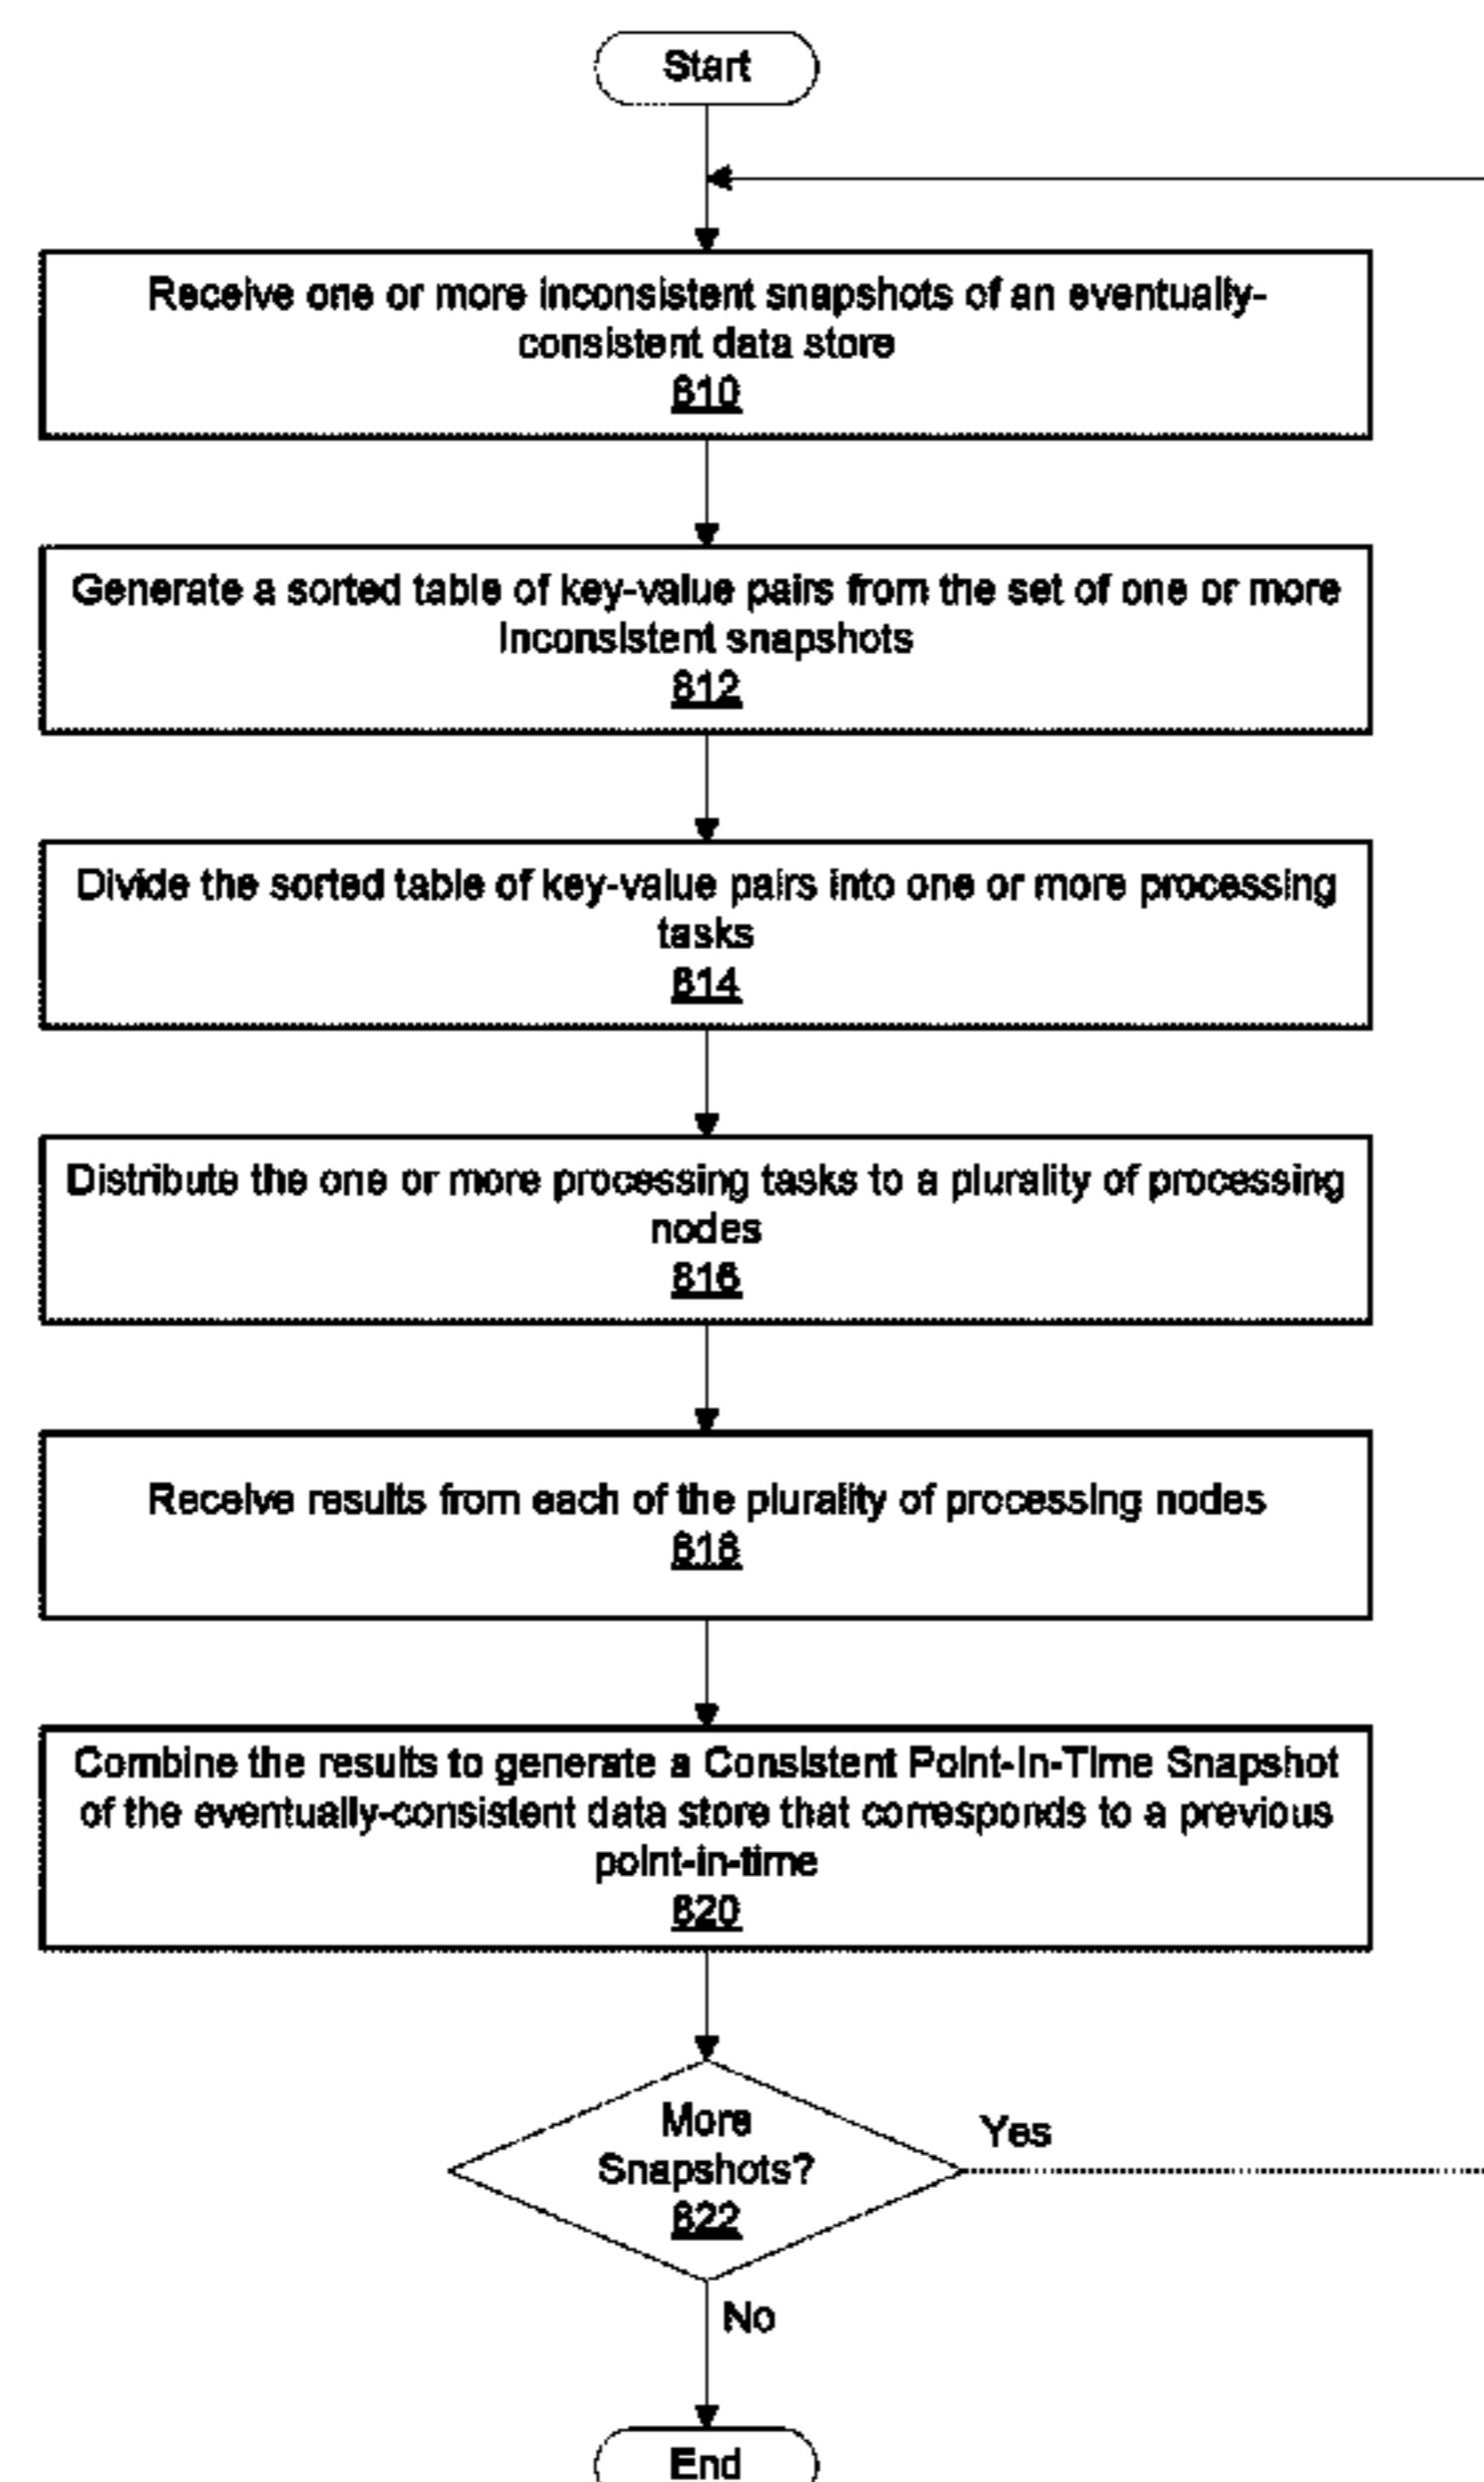 Start
Receive one or more inconsistent snapshots of an eventually-
consistent data store
810
Generate a sorted table of key-value pairs from the set of one or more
inconsistent snapshots
812
Divide the sorted table of key-value pairs into one or more processing
tasks
814
Distribute the one or more processing tasks to a plurality of processing
nodes
816
Receive results from each of the plurality of processing nodes
818
Combine the results to generate a Consistent Point-In-Time Snapshot
of the eventually-consistent data store that corresponds to a previous
point-in-time
820
More
Snapshots?
822
Yes
No
End